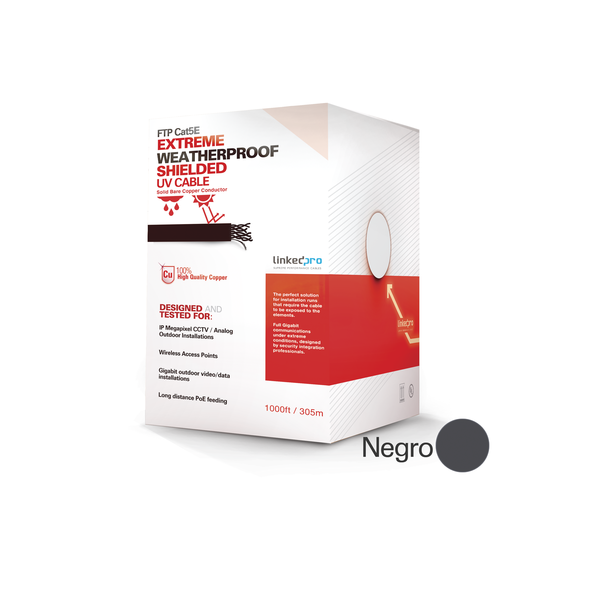 FTP Cat5E
EXTREME
WEATHERPROOF
SHIELDED
UV CABLE
Solid Bare Copper Conductor
Cu
100%
High Quality Copper
DESIGNED AND
TESTED FOR:
IP Megapixel CCTV / Analog
Outdoor Installations
Wireless Access Points
Gigabit outdoor video/data
installations
Long distance PoE feeding
linkedpro
The perfect solution
for installation runs
that require the cable
to be exposed to the
elements.
Full Gigabit
communications
under extreme
conditions, designed
by security integration
professionals.
1000ft / 305m
linkedpro
Negro